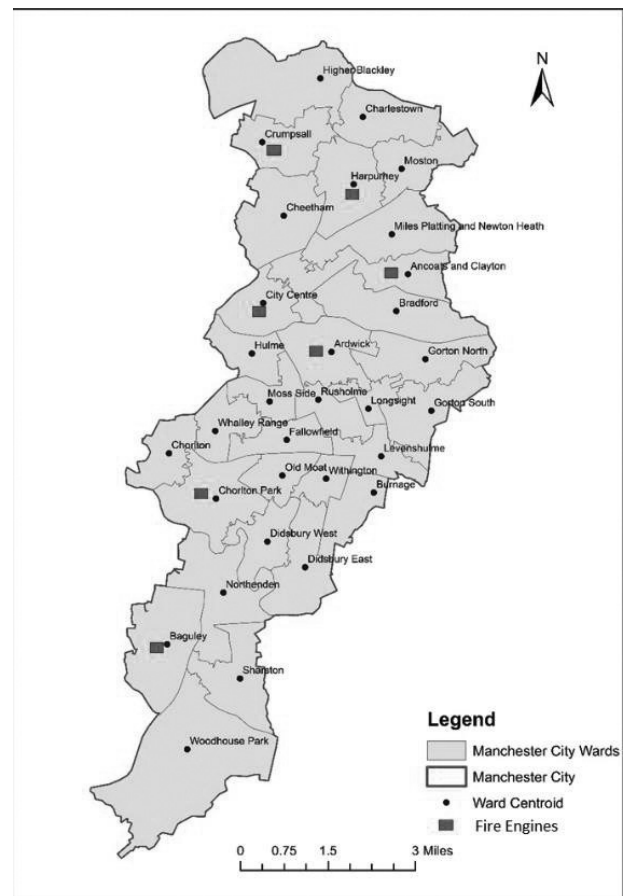 N
Higher Blackley
Charlestown
Crumpsall
Moston
Harpurhey
Cheetham
Miles Platting and Newton Heath
Ancoats and Clayton
City Centre
Bradford
Hulme
Ardwick
Gorton North
Moss Side
Rusholme
Longsight
Gorton South
Whalley Range
Fallowfield
Chorlton
Levenshulme
Old Moat
Withington
Burnage
Chorlton Park
Didsbury West
Didsbury East
Northenden
Baguley
Sharston
Woodhouse Park
Legend
Manchester City Wards
Manchester City
Ward Centroid
Fire Engines
0 0.75 1.5 3 Miles